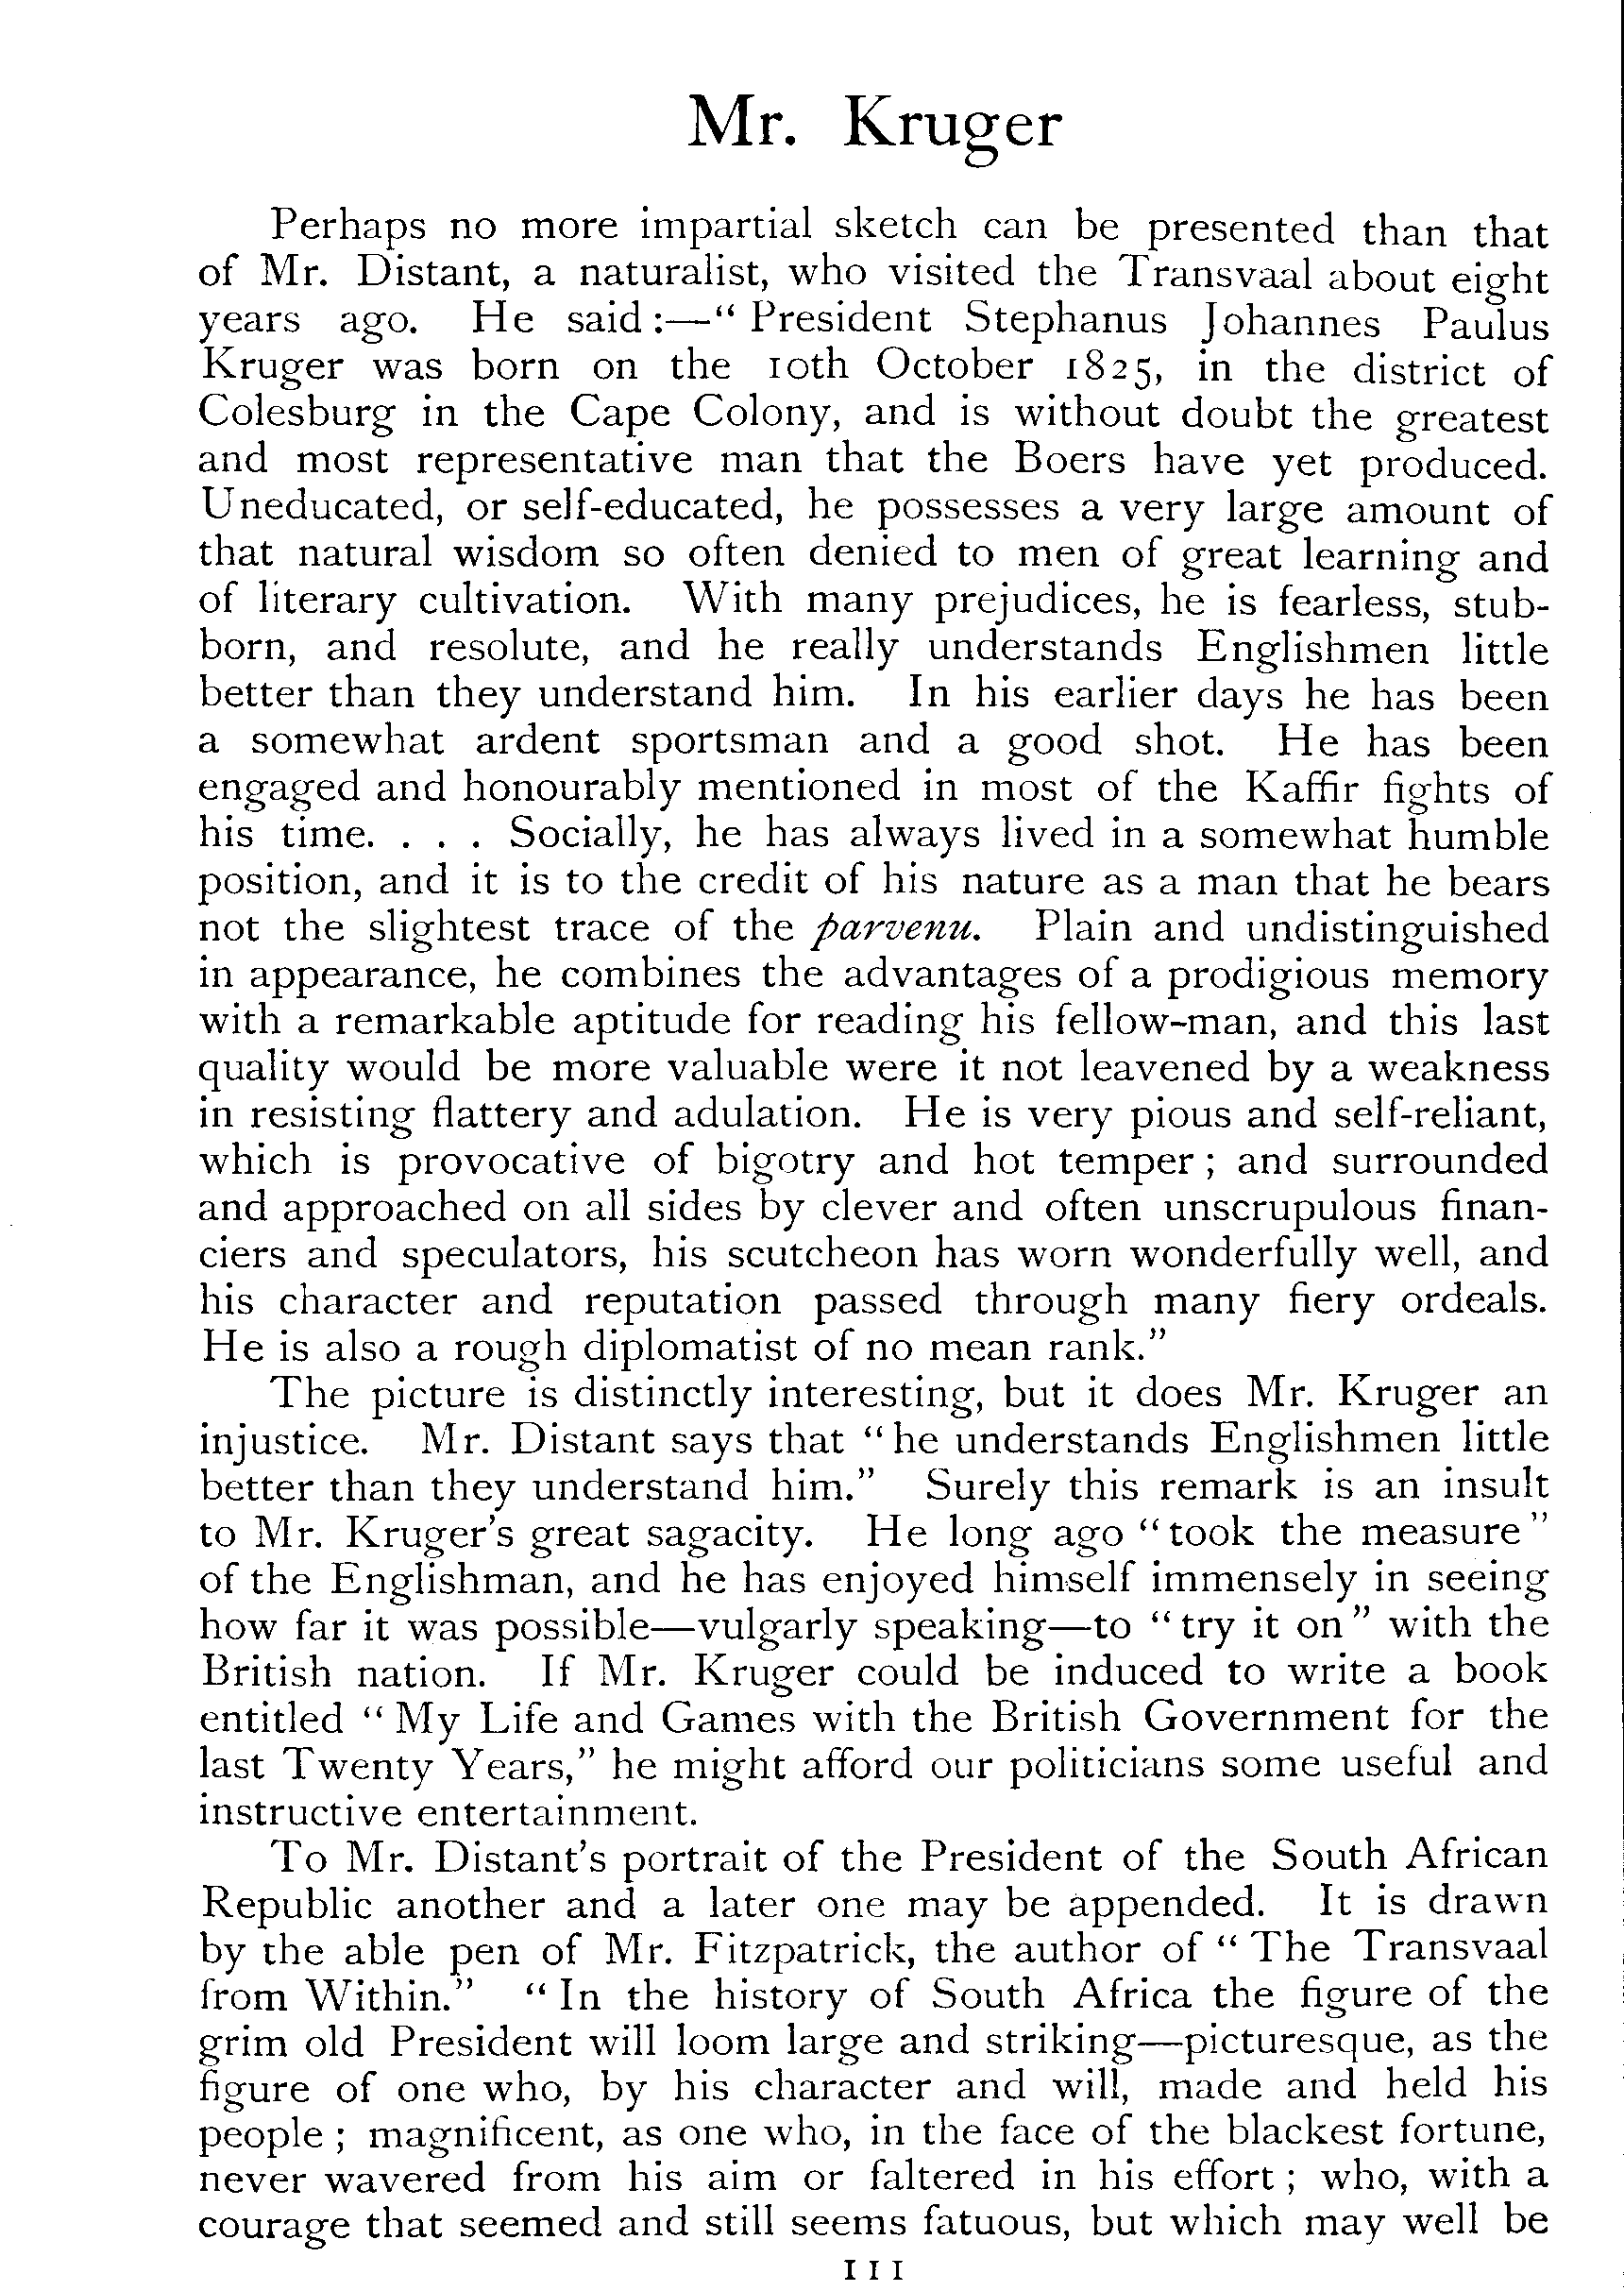 Mr. Kruger
Perhaps no more impartial sketch can be presented than that
of Mr. Distant, a naturalist, who visited the Transvaal about eight
years ago. He said:—“President Stephanus Johannes Paulus
Kruger was born on the 10th October 1825, in the district of
Colesburg in the Cape Colony, and is without doubt the greatest
and most representative man that the Boers have yet produced.
Uneducated, or self-educated, he possesses a very large amount of
that natural wisdom so often denied to men of great learning and
of literary cultivation. With many prejudices, he is fearless, stub-
born, and resolute, and he really understands Englishmen little
better than they understand him. In his earlier days he has been
a somewhat ardent sportsman and a good shot. He has been
engaged and honourably mentioned in most of the Kaffir fights of
his time. . . . Socially, he has always lived in a somewhat humble
position, and it is to the credit of his nature as a man that he bears
not the slightest trace of the parvenu. Plain and undistinguished
in appearance, he combines the advantages of a prodigious memory
with a remarkable aptitude for reading his fellow-man, and this last
quality would be more valuable were it not leavened by a weakness
in resisting flattery and adulation. He is very pious and self-reliant,
which is provocative of bigotry and hot temper; and surrounded
and approached on all sides by clever and often unscrupulous finan-
ciers and speculators, his scutcheon has worn wonderfully well, and
his character and reputation passed through many fiery ordeals.
He is also a rough diplomatist of no mean rank.”
The picture is distinctly interesting, but it does Mr. Kruger an
injustice. Mr. Distant says that “he understands Englishmen little
better than they understand him.” Surely this remark is an insult
to Mr. Kruger's great sagacity. He long ago “took the measure”
of the Englishman, and he has enjoyed himself immensely in seeing
how far it was possible—vulgarly speaking—to “try it on” with the
British nation. If Mr. Kruger could be induced to write a book
entitled “My Life and Games with the British Government for the
last Twenty Years,” he might afford our politicians some useful and
instructive entertainment.
To Mr. Distant's portrait of the President of the South African
Republic another and a later one may be appended. It is drawn
by the able pen of Mr. Fitzpatrick, the author of “The Transvaal
from Within.” “In the history of South Africa the figure of the
grim old President will loom large and striking—picturesque, as the
figure of one who, by his character and will, made and held his
people; magnificent, as one who, in the face of the blackest fortune,
never wavered from his aim or faltered in his effort; who, with a
courage that seemed and still seems fatuous, but which may well be
111